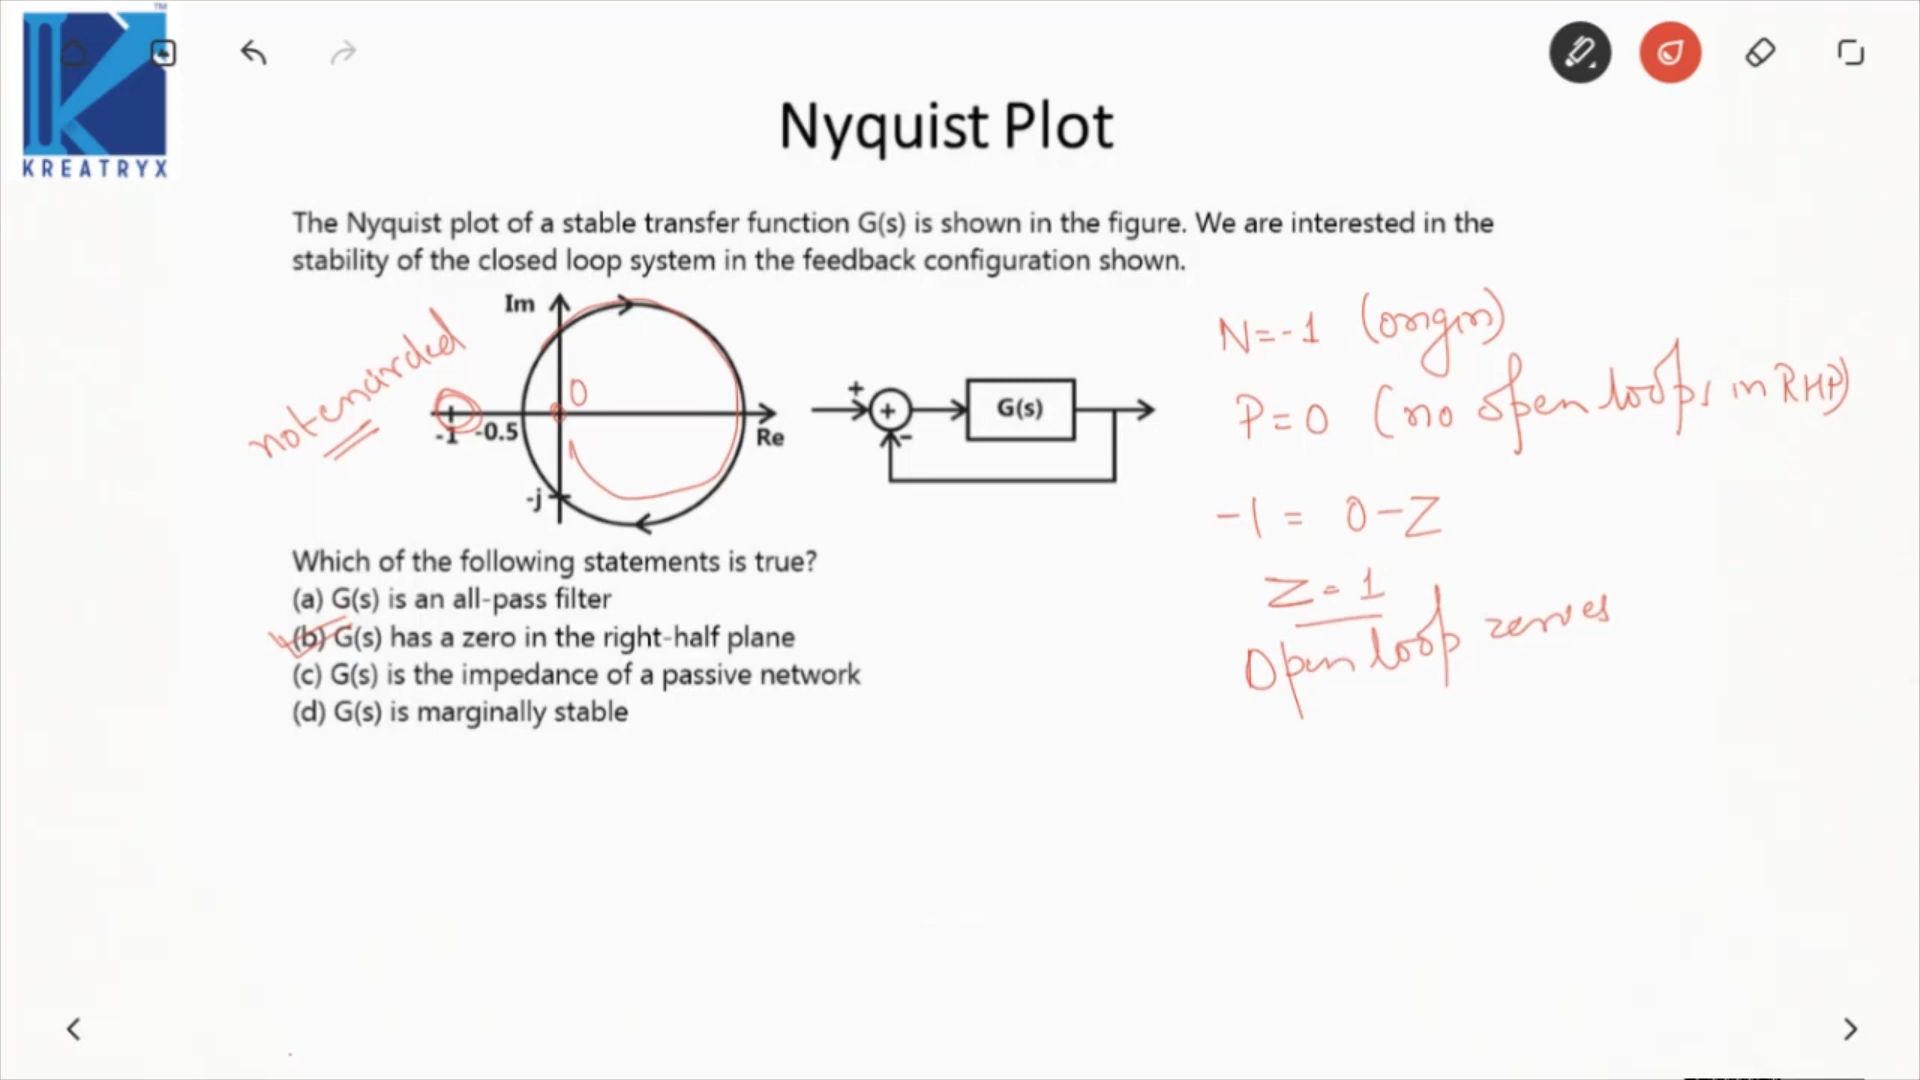 TM
KREATRYX
Nyquist Plot
The Nyquist plot of a stable transfer function G(s) is shown in the figure. We are interested in the
stability of the closed loop system in the feedback configuration shown.
Im
-1
-0.5
0
Re
-j
+
+
-
G(s)
N=-1 (origin)
P=0 (no open loops in RHP)
-1 = 0-Z
Z=1
Open loop zeroes
Which of the following statements is true?
(a) G(s) is an all-pass filter
(b) G(s) has a zero in the right-half plane
(c) G(s) is the impedance of a passive network
(d) G(s) is marginally stable